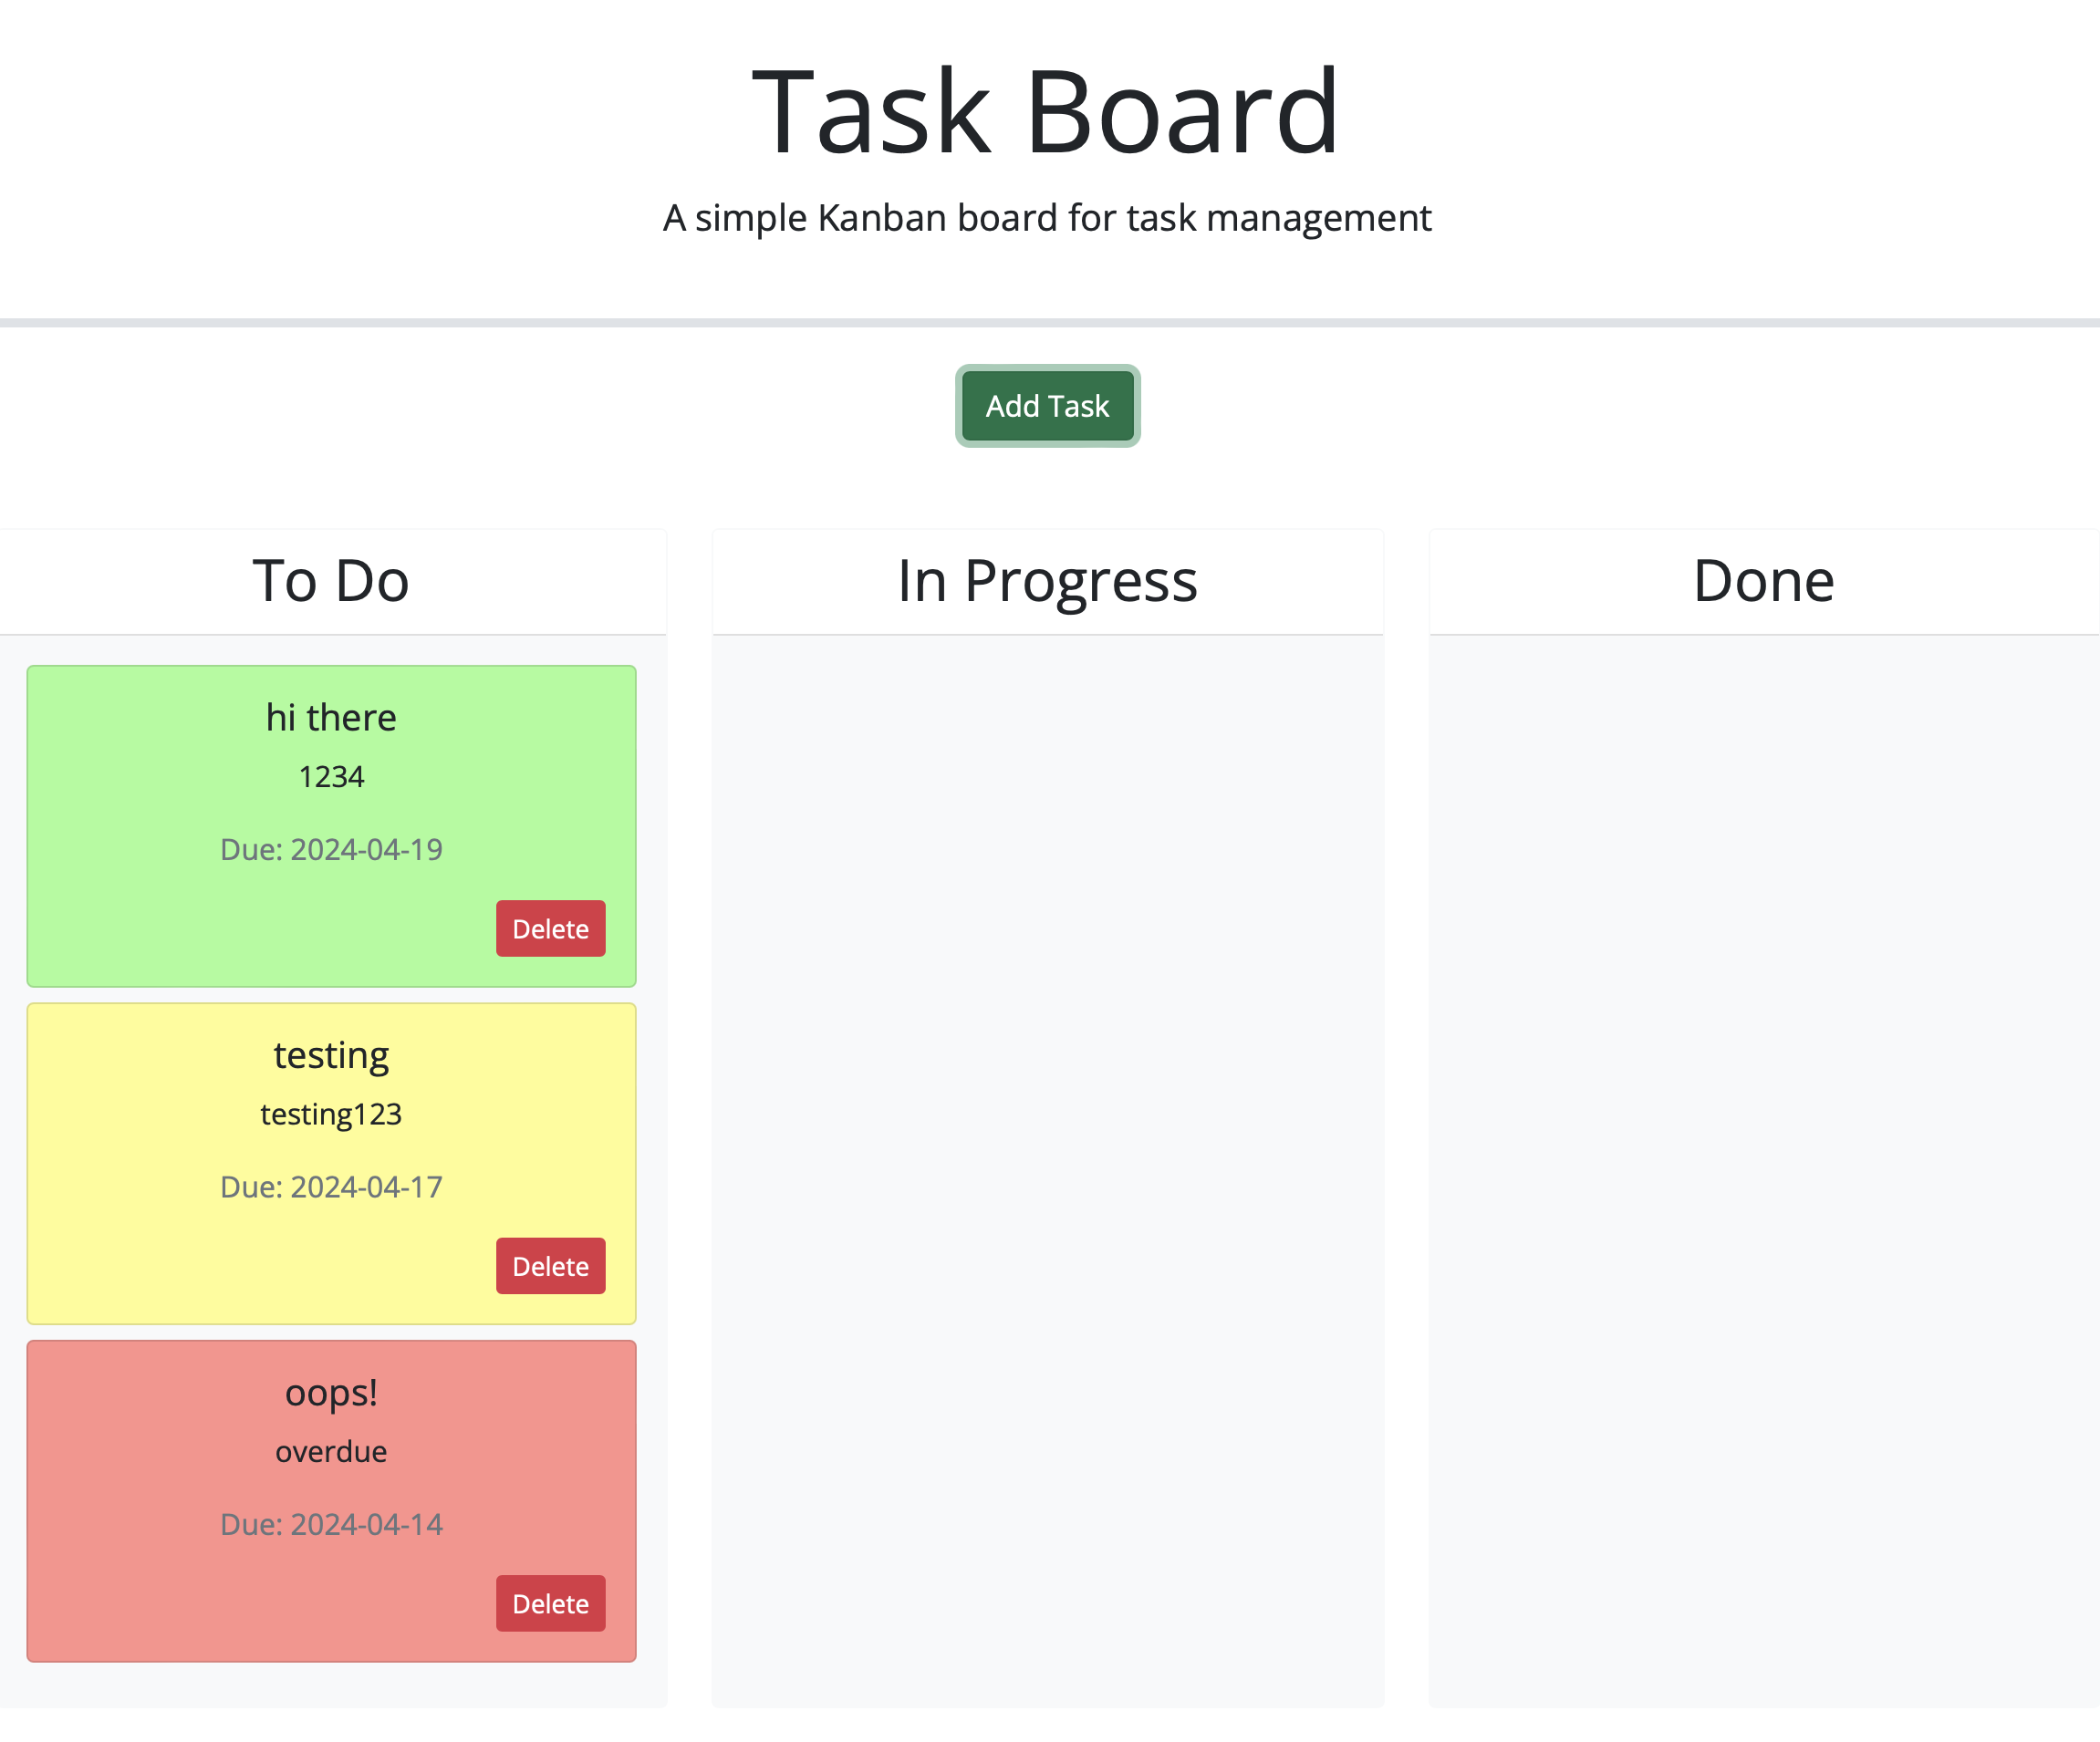 Task Board
A simple Kanban board for task management
Add Task
To Do
In Progress
Done
hi there
1234
Due: 2024-04-19
Delete
testing
testing123
Due: 2024-04-17
Delete
oops!
overdue
Due: 2024-04-14
Delete